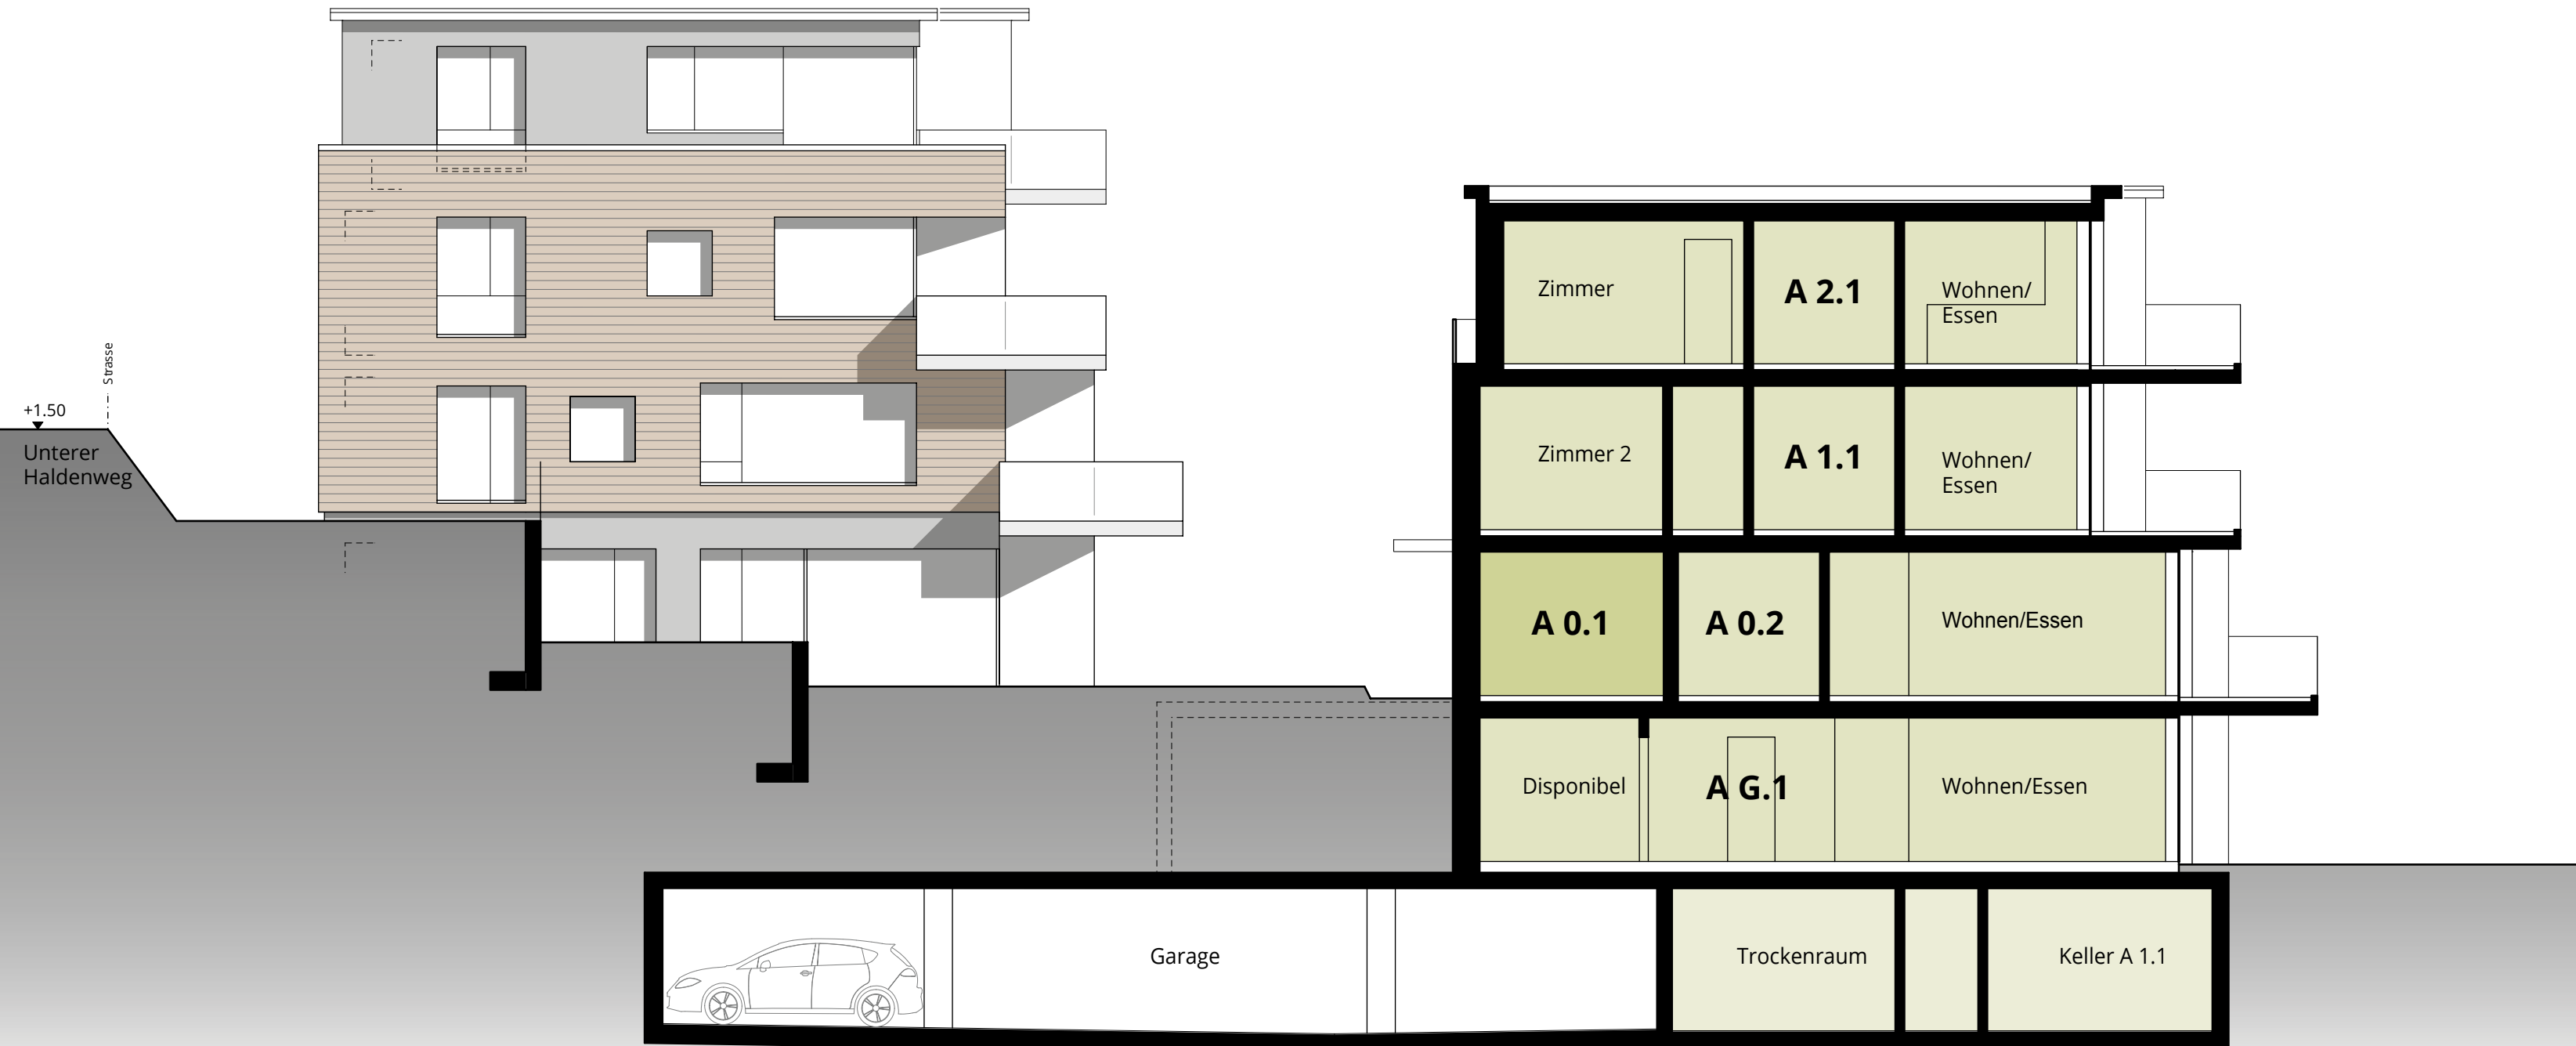 Strasse
+1.50
Unterer
Haldenweg
Zimmer
A 2.1
Wohnen/
Essen
Zimmer 2
A 1.1
Wohnen/
Essen
A 0.1
A 0.2
Wohnen/Essen
Disponibel
A G.1
Wohnen/Essen
Garage
Trockenraum
Keller A 1.1